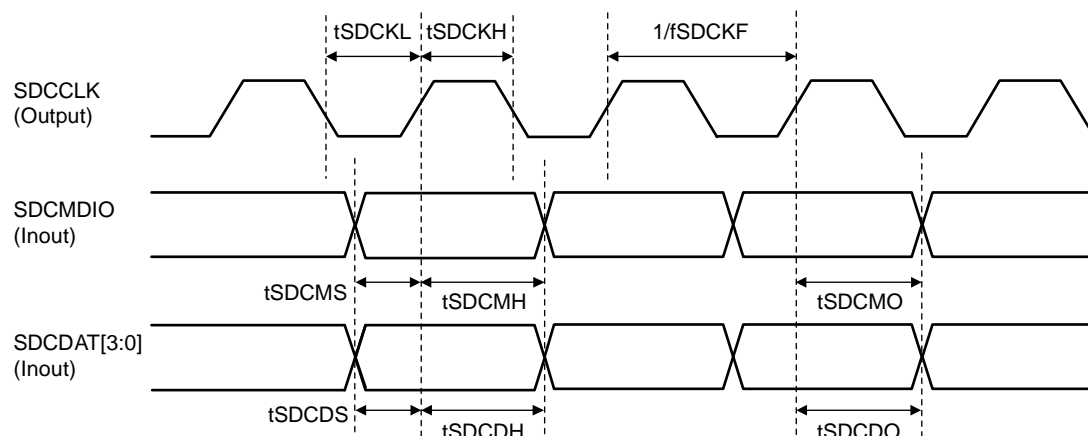 tSDCKL tSDCKH 1/fSDCKF
SDCCLK
(Output)
SDCMDIO
(Inout)
tSDCMS tSDCMH tSDCMO
SDCDAT[3:0]
(Inout)
tSDCDS tSDCDH tSDCDO